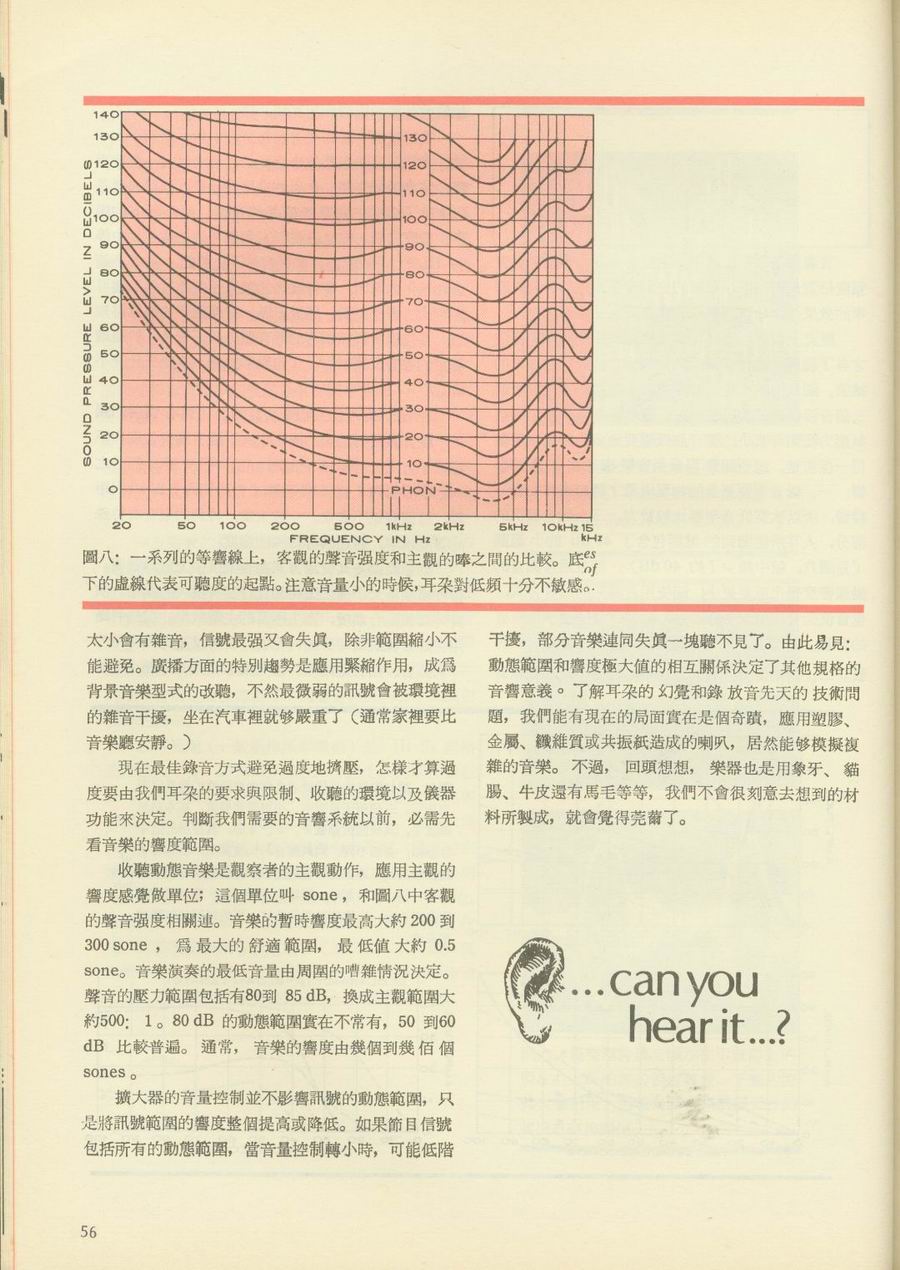 140
130
120
110
100
90
80
70
60
50
40
30
20
10
0
SOUND PRESSURE LEVEL IN DECIBELS
130
120
110
100
90
80
70
60
50
40
30
20
10
PHON
20 50 100 200 500 1kHz 2kHz 5kHz 10kHz 15
kHz
FREQUENCY IN Hz
圖八：一系列的等響線上，客觀的聲音强度和主觀的嗪之間的比較。底es
of
下的虛線代表可聽度的起點。注意音量小的時候，耳朶對低頻十分不敏感。
太小會有雜音，信號最强又會失眞，除非範圍縮小不
能避免。廣播方面的特別趨勢是應用緊縮作用，成爲
背景音樂型式的改聽，不然最微弱的訊號會被環境裡
的雜音干擾，坐在汽車裡就够嚴重了（通常家裡要比
音樂廳安靜。）
現在最佳錄音方式避免過度地擠壓，怎樣才算過
度要由我們耳朶的要求與限制、收聽的環境以及儀器
功能來決定。判斷我們需要的音響系統以前，必需先
看音樂的響度範圍。
收聽動態音樂是觀察者的主觀動作，應用主觀的
響度感覺做單位；這個單位叫 sone，和圖八中客觀
的聲音强度相關連。音樂的暫時響度最高大約 200 到
300 sone ，爲最大的舒適範圍，最低値大約 0.5
sone。音樂演奏的最低音量由周圍的嘈雜情況決定。
聲音的壓力範圍包括有80到 85 dB，換成主觀範圍大
約500：1。80 dB 的動態範圍實在不常有，50 到60
dB 比較普遍。通常，音樂的響度由幾個到幾佰個
sones。
擴大器的音量控制並不影響訊號的動態範圍，只
是將訊號範圍的響度整個提高或降低。如果節目信號
包括所有的動態範圍，當音量控制轉小時，可能低階
干擾，部分音樂連同失眞一塊聽不見了。由此易見：
動態範圍和響度極大值的相互關係決定了其他規格的
音響意義。了解耳朶的幻覺和錄放音先天的技術問
題，我們能有現在的局面實在是個奇蹟，應用塑膠、
金屬、纖維質或共振紙造成的喇叭，居然能够模擬複
雜的音樂。不過，回頭想想，樂器也是用象牙、貓
腸、牛皮還有馬毛等等，我們不會很刻意去想到的材
料所製成，就會覺得莞薾了。
...can you
hear it...?
56